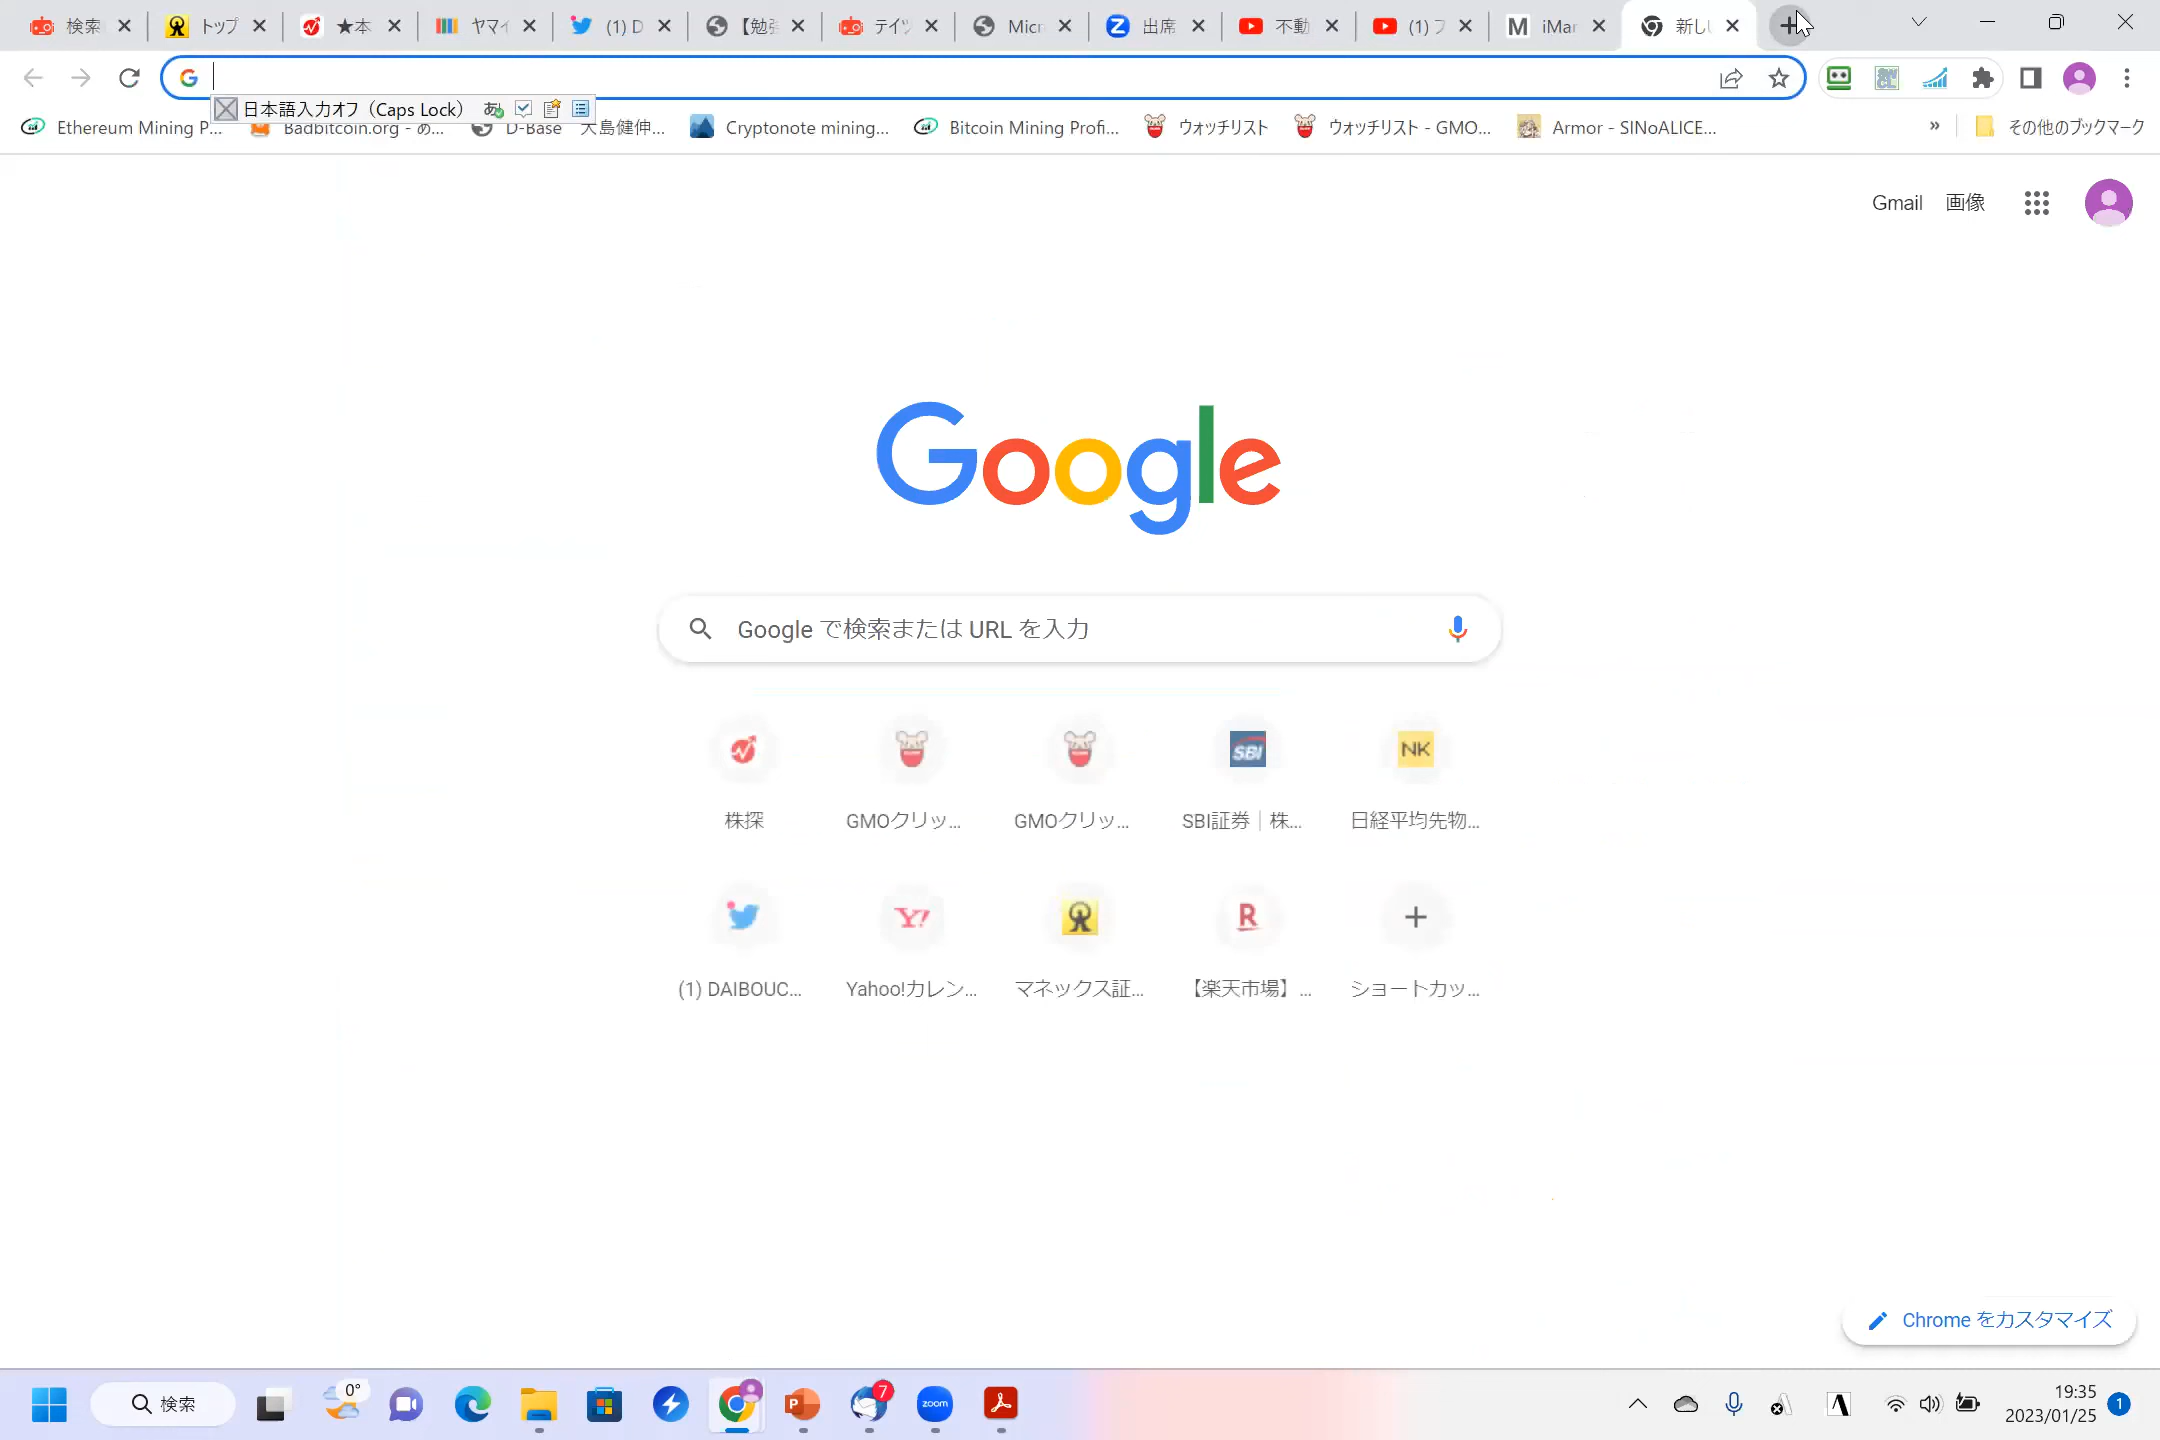 検索
トップ
★本
ヤマイ
(1) D
【勉強
テイツ
Micr
出席
不動
(1) フ
iMar
新し
日本語入力オフ（Caps Lock）
Ethereum Mining P...
Badbitcoin.org - あ...
D-Base 大島健伸...
Cryptonote mining...
Bitcoin Mining Profi...
ウォッチリスト
ウォッチリスト - GMO...
Armor - SINoALICE...
»
その他のブックマーク
Gmail
画像
Google
Google で検索または URL を入力
株探
GMOクリッ...
GMOクリッ...
SBI
SBI証券｜株...
NK
日経平均先物...
(1) DAIBOUC...
Y!
Yahoo!カレン...
マネックス証...
R
【楽天市場】...
ショートカッ...
Chrome をカスタマイズ
検索
0°
7
zoom
19:35
2023/01/25
1